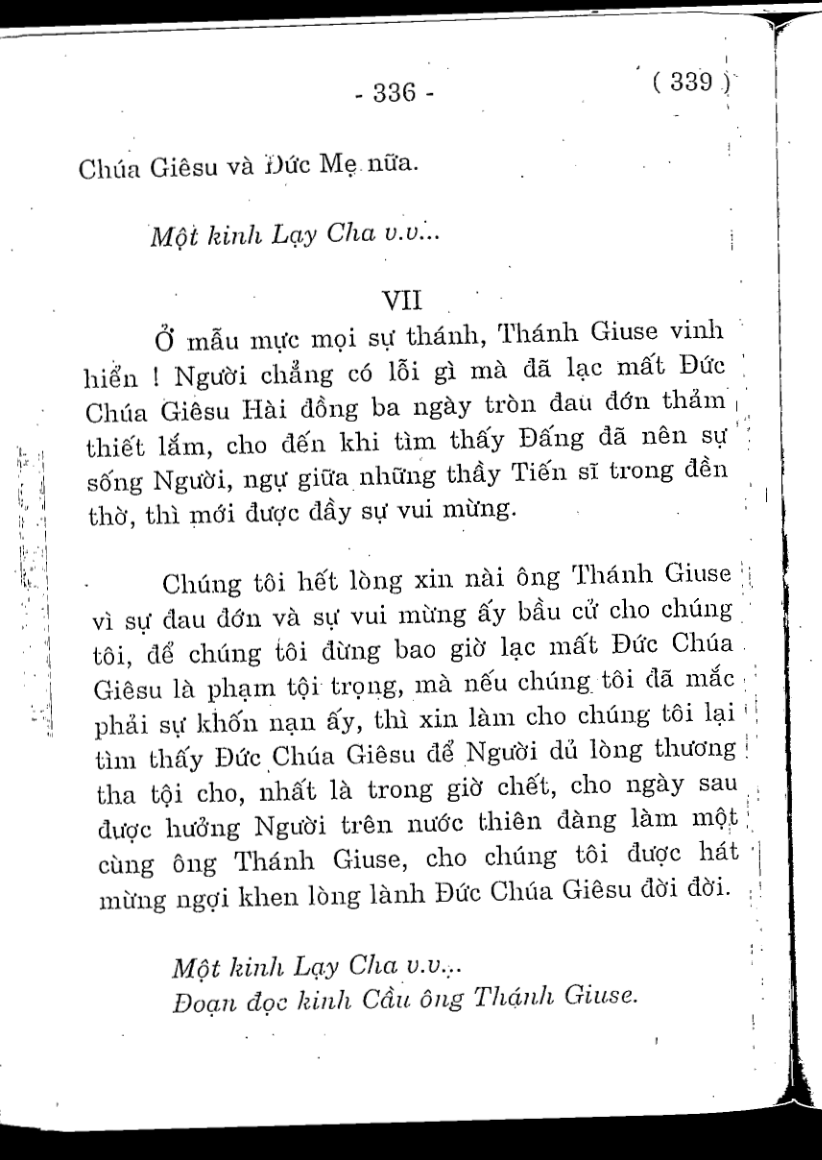 - 336 -
( 339 )
Chúa Giêsu và Đức Mẹ nữa.
Một kinh Lạy Cha v.v...
VII
Ở mẫu mực mọi sự thánh, Thánh Giuse vinh
hiển ! Người chẳng có lỗi gì mà đã lạc mất Đức
Chúa Giêsu Hài đồng ba ngày tròn đau đớn thảm
thiết lắm, cho đến khi tìm thấy Đấng đã nên sự
sống Người, ngự giữa những thầy Tiến sĩ trong đền
thờ, thì mới được đầy sự vui mừng.
Chúng tôi hết lòng xin nài ông Thánh Giuse
vì sự đau đớn và sự vui mừng ấy bầu cử cho chúng
tôi, để chúng tôi đừng bao giờ lạc mất Đức Chúa
Giêsu là phạm tội trọng, mà nếu chúng tôi đã mắc
phải sự khốn nạn ấy, thì xin làm cho chúng tôi lại
tìm thấy Đức Chúa Giêsu để Người dủ lòng thương
tha tội cho, nhất là trong giờ chết, cho ngày sau
được hưởng Người trên nước thiên đàng làm một
cùng ông Thánh Giuse, cho chúng tôi được hát
mừng ngợi khen lòng lành Đức Chúa Giêsu đời đời.
Một kinh Lạy Cha v.v...
Đoạn đọc kinh Cầu ông Thánh Giuse.